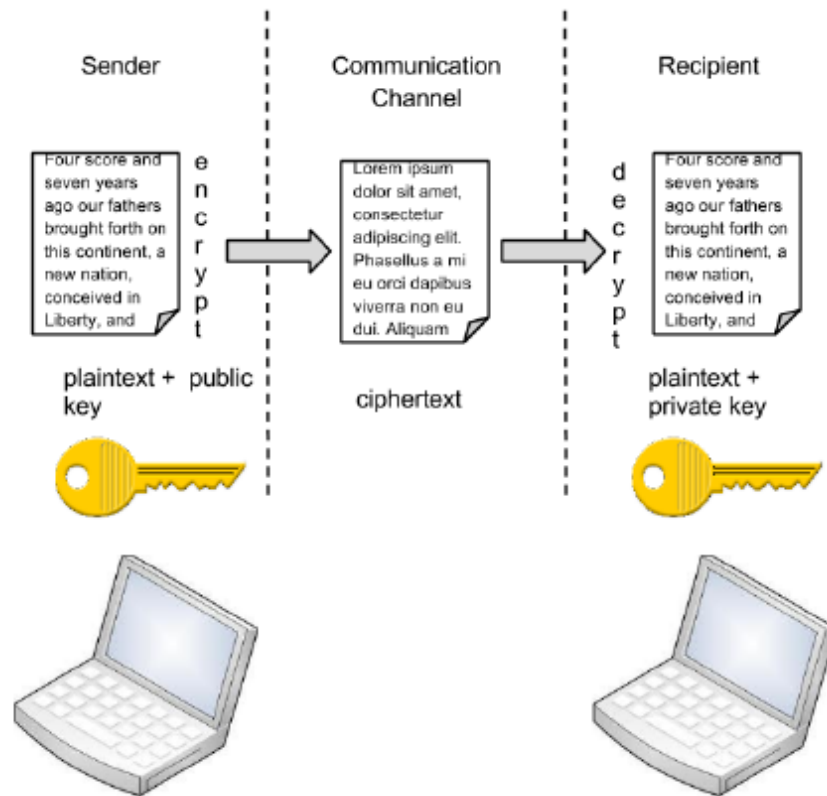 Sender
Communication
Channel
Recipient
Four score and
seven years
ago our fathers
brought forth on
this continent, a
new nation,
conceived in
Liberty, and
encrypt
plaintext + public
key
Lorem ipsum
dolor sit amet,
consectetur
adipiscing elit.
Phasellus a mi
eu orci dapibus
viverra non eu
dui. Aliquam
ciphertext
decrypt
Four score and
seven years
ago our fathers
brought forth on
this continent, a
new nation,
conceived in
Liberty, and
plaintext +
private key